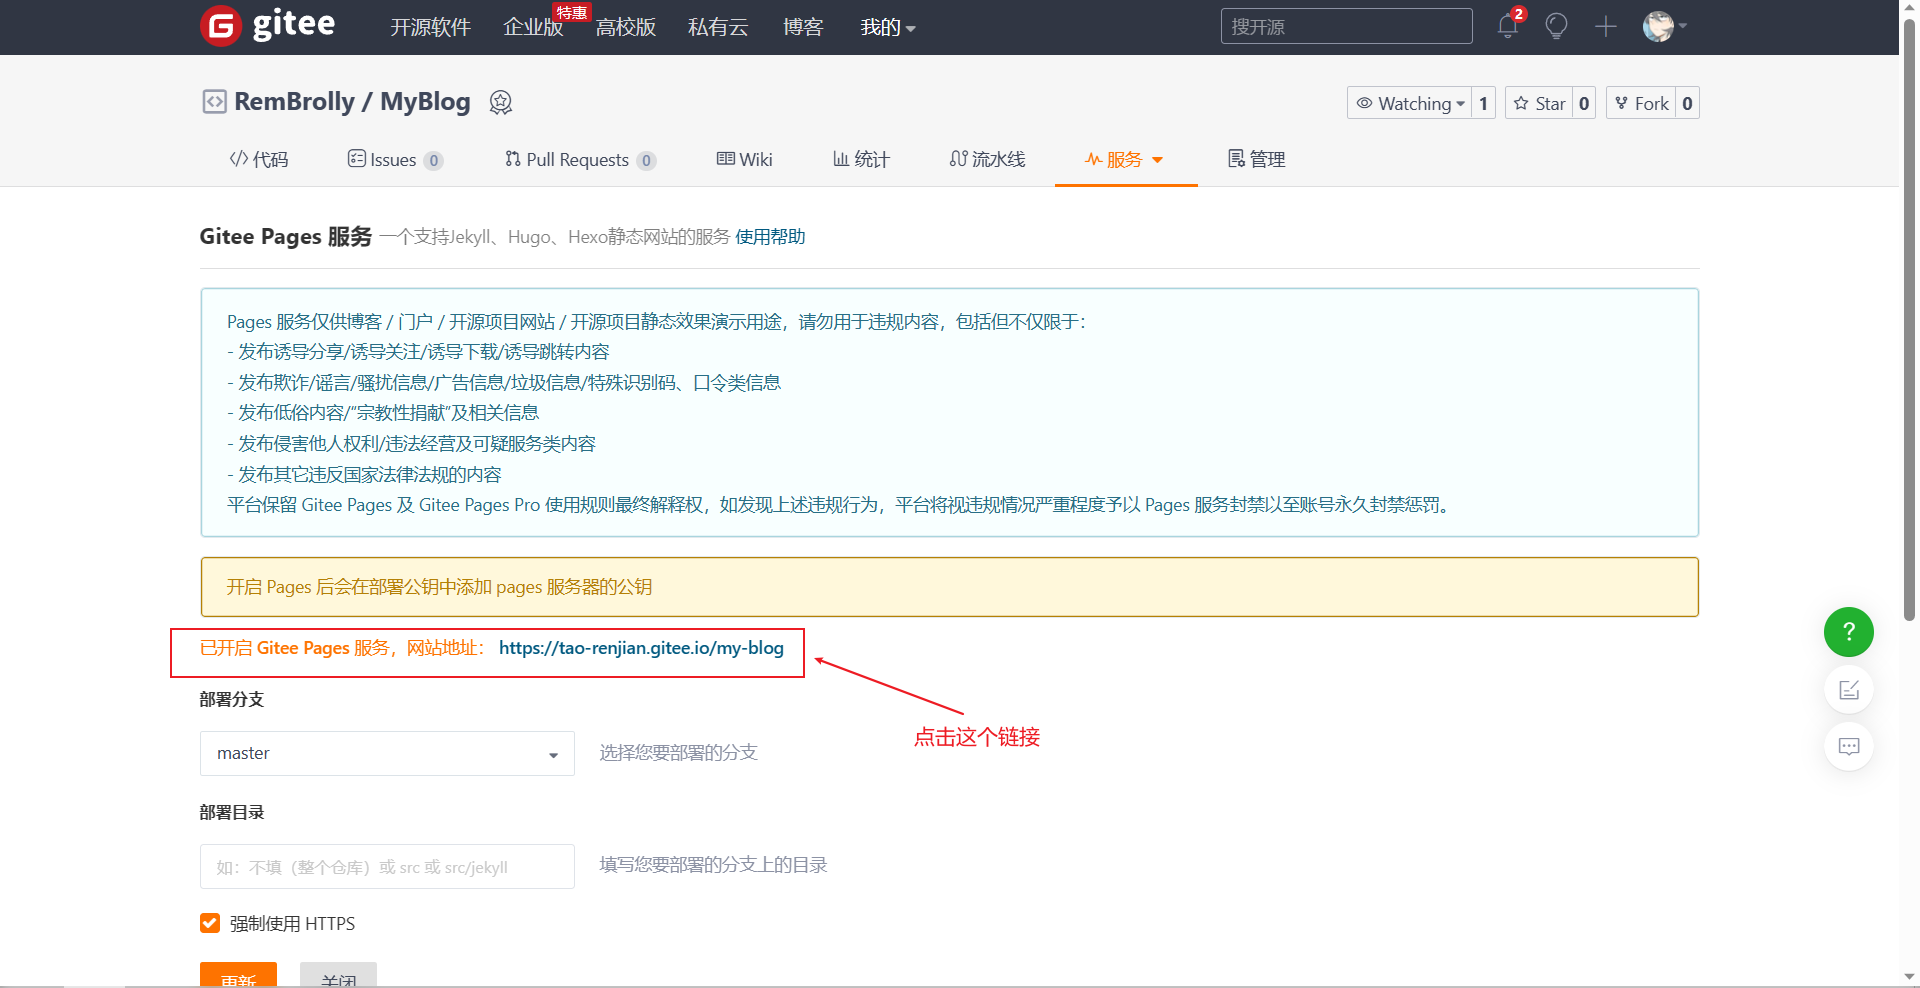 gitee 开源软件 企业版 特惠 高校版 私有云 博客 我的 搜开源 2
RemBrolly / MyBlog Watching 1 Star 0 Fork 0
代码 Issues 0 Pull Requests 0 Wiki 统计 流水线 服务 管理
Gitee Pages 服务 一个支持Jekyll、Hugo、Hexo静态网站的服务 使用帮助
Pages 服务仅供博客 / 门户 / 开源项目网站 / 开源项目静态效果演示用途，请勿用于违规内容，包括但不仅限于：
- 发布诱导分享/诱导关注/诱导下载/诱导跳转内容
- 发布欺诈/谣言/骚扰信息/广告信息/垃圾信息/特殊识别码、口令类信息
- 发布低俗内容/“宗教性捐献”及相关信息
- 发布侵害他人权利/违法经营及可疑服务类内容
- 发布其它违反国家法律法规的内容
平台保留 Gitee Pages 及 Gitee Pages Pro 使用规则最终解释权，如发现上述违规行为，平台将视违规情况严重程度予以 Pages 服务封禁以至账号永久封禁惩罚。
开启 Pages 后会在部署公钥中添加 pages 服务器的公钥
已开启 Gitee Pages 服务，网站地址： https://tao-renjian.gitee.io/my-blog
点击这个链接
部署分支
master 选择您要部署的分支
部署目录
如：不填（整个仓库）或 src 或 src/jekyll 填写您要部署的分支上的目录
强制使用 HTTPS
更新 关闭
?